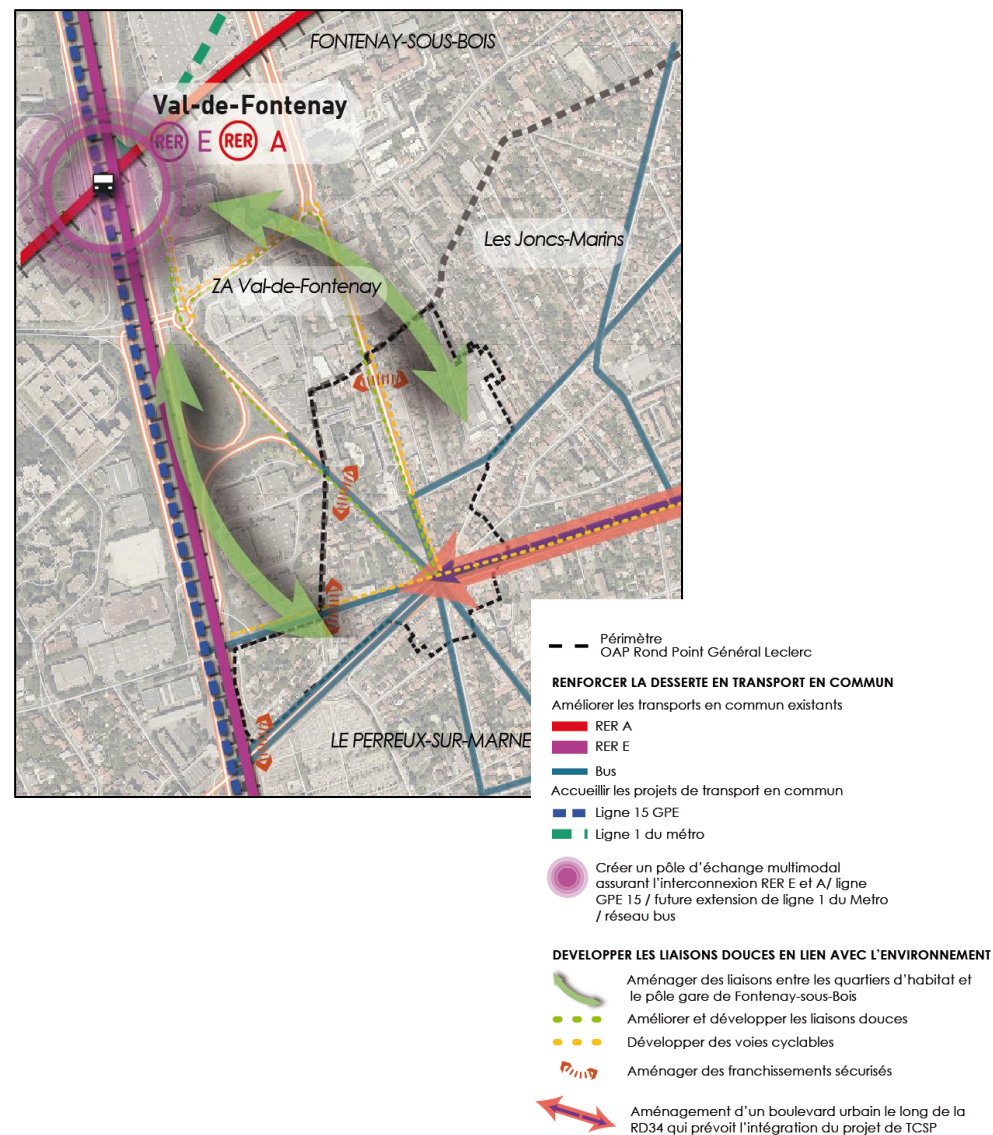 FONTENAY-SOUS-BOIS
Val-de-Fontenay
RER E RER A
Les Joncs-Marins
ZA Val-de-Fontenay
LE PERREUX-SUR-MARNE
Périmètre
OAP Rond Point Général Leclerc
RENFORCER LA DESSERTE EN TRANSPORT EN COMMUN
Améliorer les transports en commun existants
RER A
RER E
Bus
Accueillir les projets de transport en commun
Ligne 15 GPE
Ligne 1 du métro
Créer un pôle d'échange multimodal
assurant l'interconnexion RER E et A/ ligne
GPE 15 / future extension de ligne 1 du Metro
/ réseau bus
DEVELOPPER LES LIAISONS DOUCES EN LIEN AVEC L'ENVIRONNEMENT
Aménager des liaisons entre les quartiers d'habitat et
le pôle gare de Fontenay-sous-Bois
Améliorer et développer les liaisons douces
Développer des voies cyclables
Aménager des franchissements sécurisés
Aménagement d'un boulevard urbain le long de la
RD34 qui prévoit l'intégration du projet de TCSP